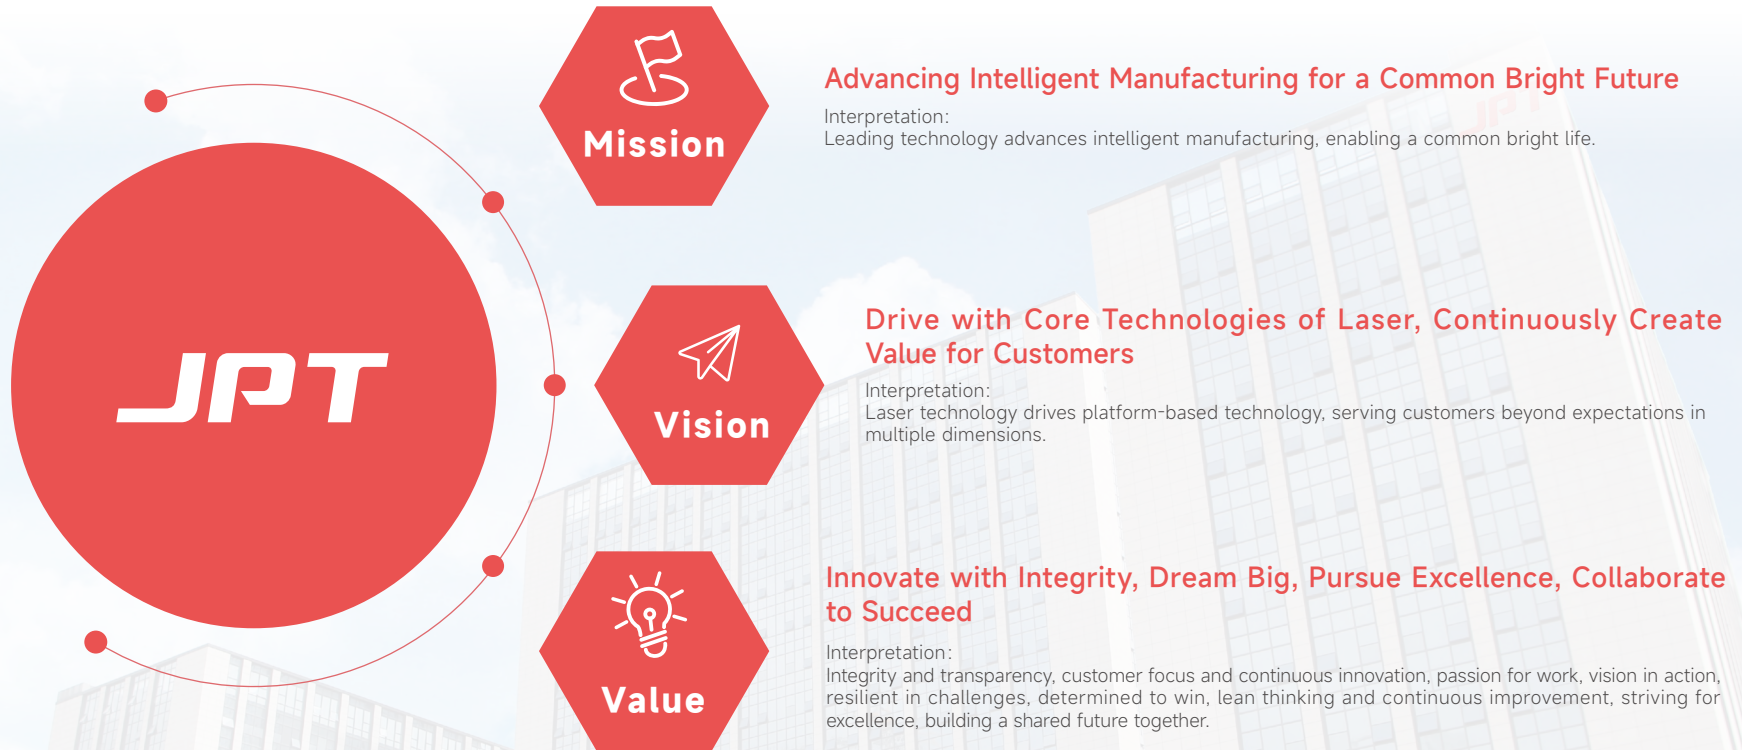 JPT
Mission
Advancing Intelligent Manufacturing for a Common Bright Future
Interpretation:
Leading technology advances intelligent manufacturing, enabling a common bright life.
Vision
Drive with Core Technologies of Laser, Continuously Create
Value for Customers
Interpretation:
Laser technology drives platform-based technology, serving customers beyond expectations in
multiple dimensions.
Value
Innovate with Integrity, Dream Big, Pursue Excellence, Collaborate
to Succeed
Interpretation:
Integrity and transparency, customer focus and continuous innovation, passion for work, vision in action,
resilient in challenges, determined to win, lean thinking and continuous improvement, striving for
excellence, building a shared future together.
JPT